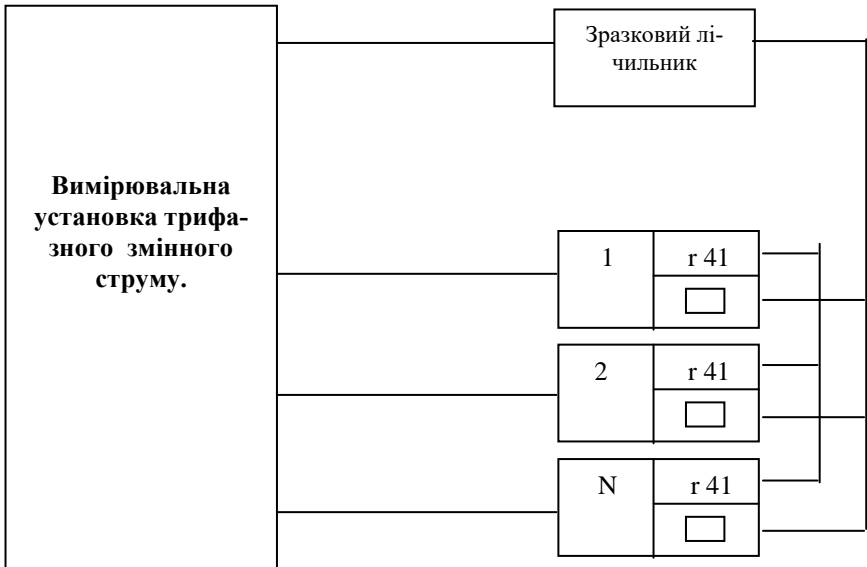 Зразковий лі-
чильник
Вимірювальна
установка трифа-
зного змінного
струму.
1
r 41
2
r 41
N
r 41